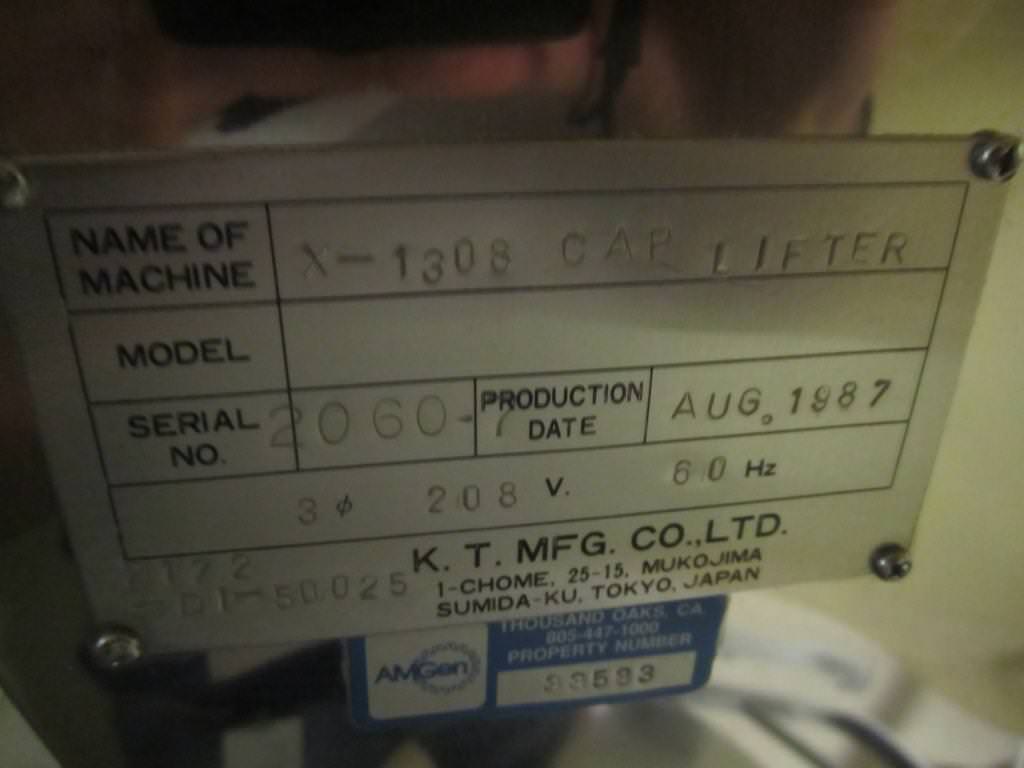 NAME OF
MACHINE
X-1308 CAP LIFTER
MODEL
SERIAL
NO.
2060-7
PRODUCTION
DATE
AUG. 1987
3φ 208 V. 60 Hz
K. T. MFG. CO., LTD.
1-CHOME, 25-15, MUKOJIMA
SUMIDA-KU, TOKYO, JAPAN
-D1-50025
AMGen
THOUSAND OAKS, CA
805-447-1000
PROPERTY NUMBER